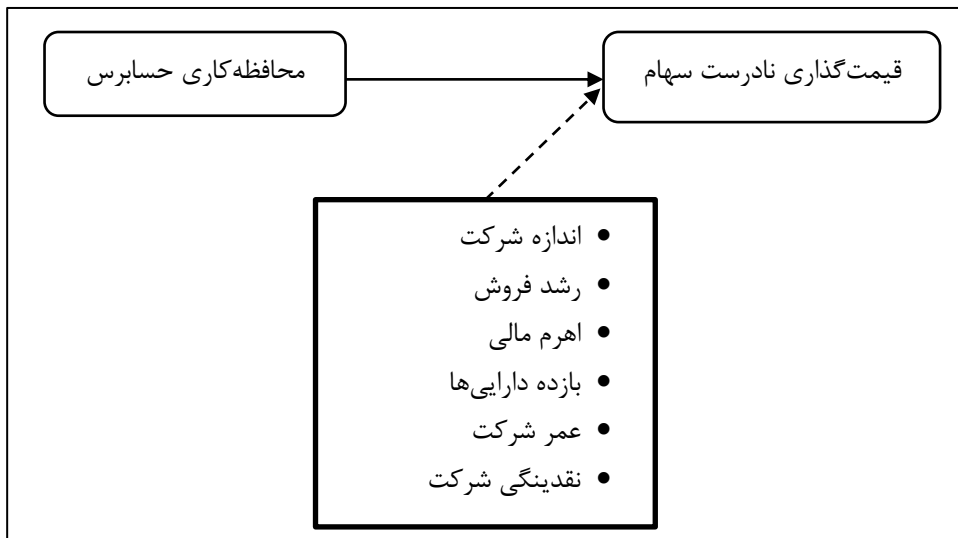 محافظه‌کاری حسابرس
قیمت‌گذاری نادرست سهام
• اندازه شرکت
• رشد فروش
• اهرم مالی
• بازده دارایی‌ها
• عمر شرکت
• نقدینگی شرکت